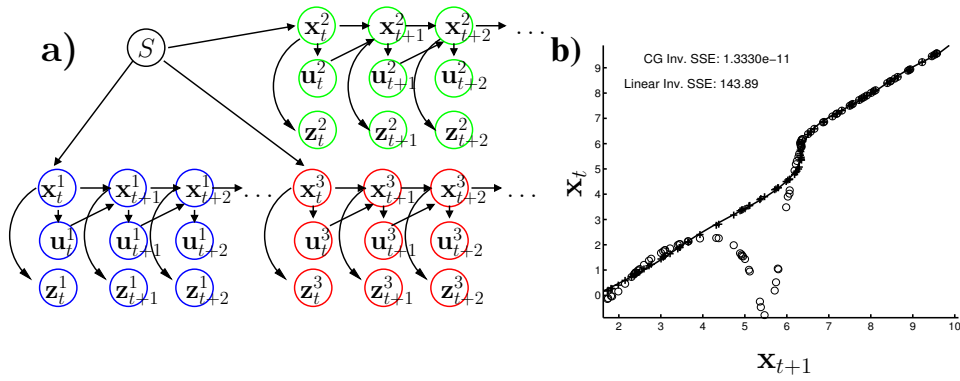 a)
S
x_t^2 x_{t+1}^2 x_{t+2}^2 ...
u_t^2 u_{t+1}^2 u_{t+2}^2
z_t^2 z_{t+1}^2 z_{t+2}^2
x_t^1 x_{t+1}^1 x_{t+2}^1 ...
u_t^1 u_{t+1}^1 u_{t+2}^1
z_t^1 z_{t+1}^1 z_{t+2}^1
x_t^3 x_{t+1}^3 x_{t+2}^3 ...
u_t^3 u_{t+1}^3 u_{t+2}^3
z_t^3 z_{t+1}^3 z_{t+2}^3
b)
CG Inv. SSE: 1.3330e−11
Linear Inv. SSE: 143.89
x_t
9
8
7
6
5
4
3
2
1
0
2 3 4 5 6 7 8 9 10
x_{t+1}